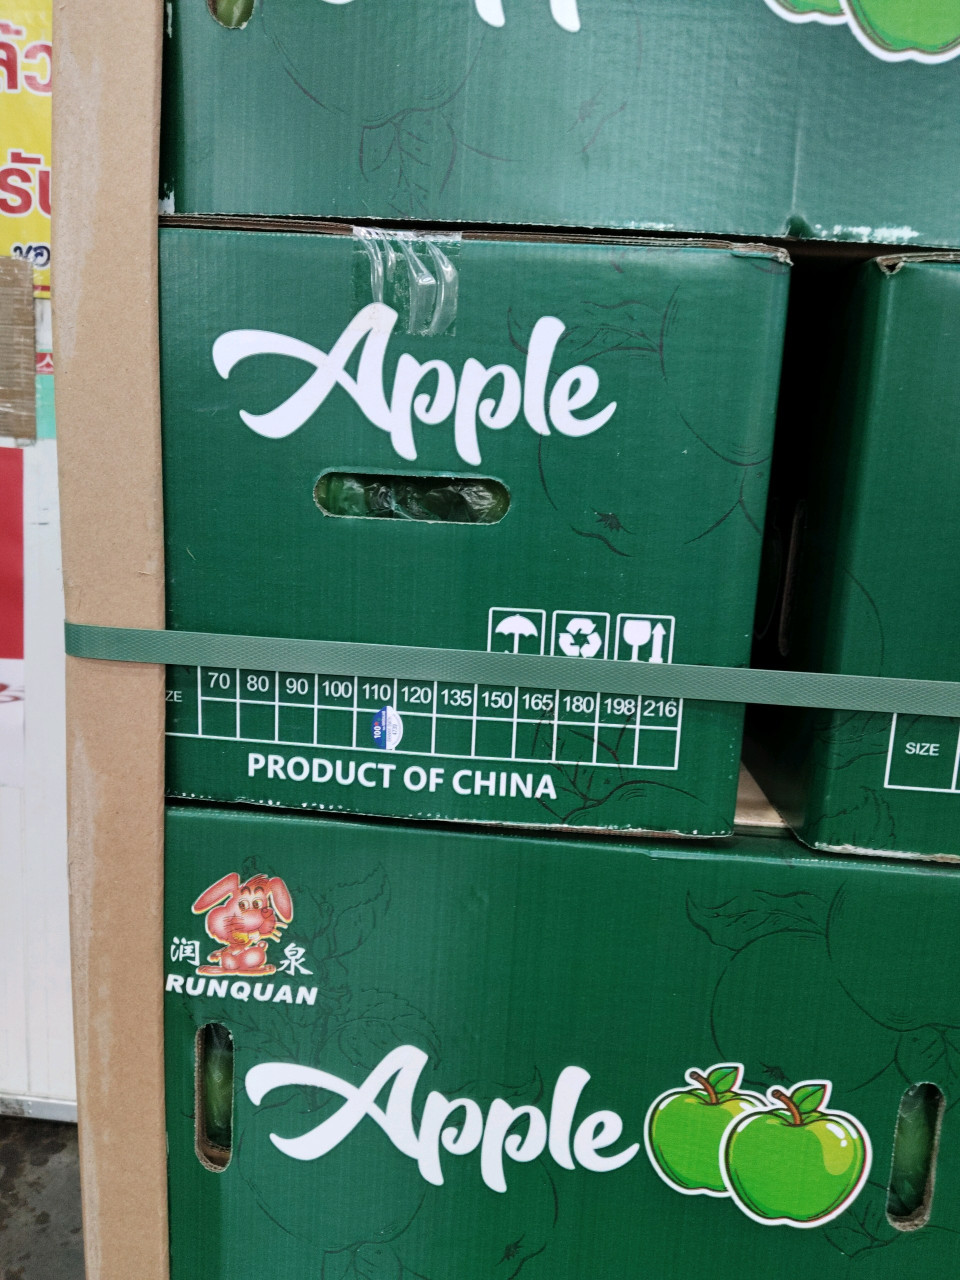 Apple
70 80 90 100 110 120 135 150 165 180 198 216
100
SIZE
PRODUCT OF CHINA
润 泉
RUNQUAN
Apple